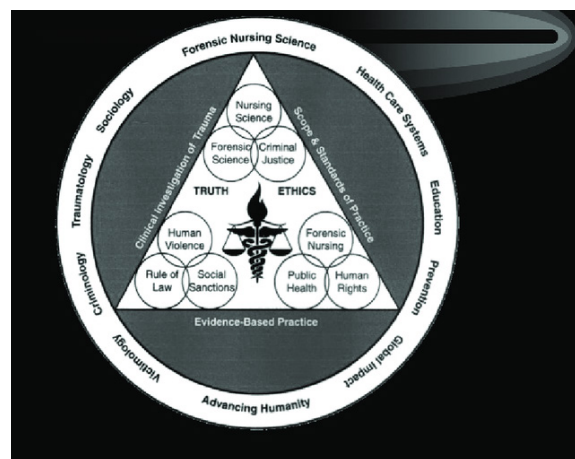 Forensic Nursing Science
Health Care Systems
Education
Prevention
Global Impact
Advancing Humanity
Victimology
Criminology
Traumatology
Sociology
Clinical Investigation of Trauma
Scope & Standards of Practice
Evidence-Based Practice
Nursing
Science
Forensic
Science
Criminal
Justice
TRUTH
ETHICS
Human
Violence
Rule of
Law
Social
Sanctions
Forensic
Nursing
Public
Health
Human
Rights